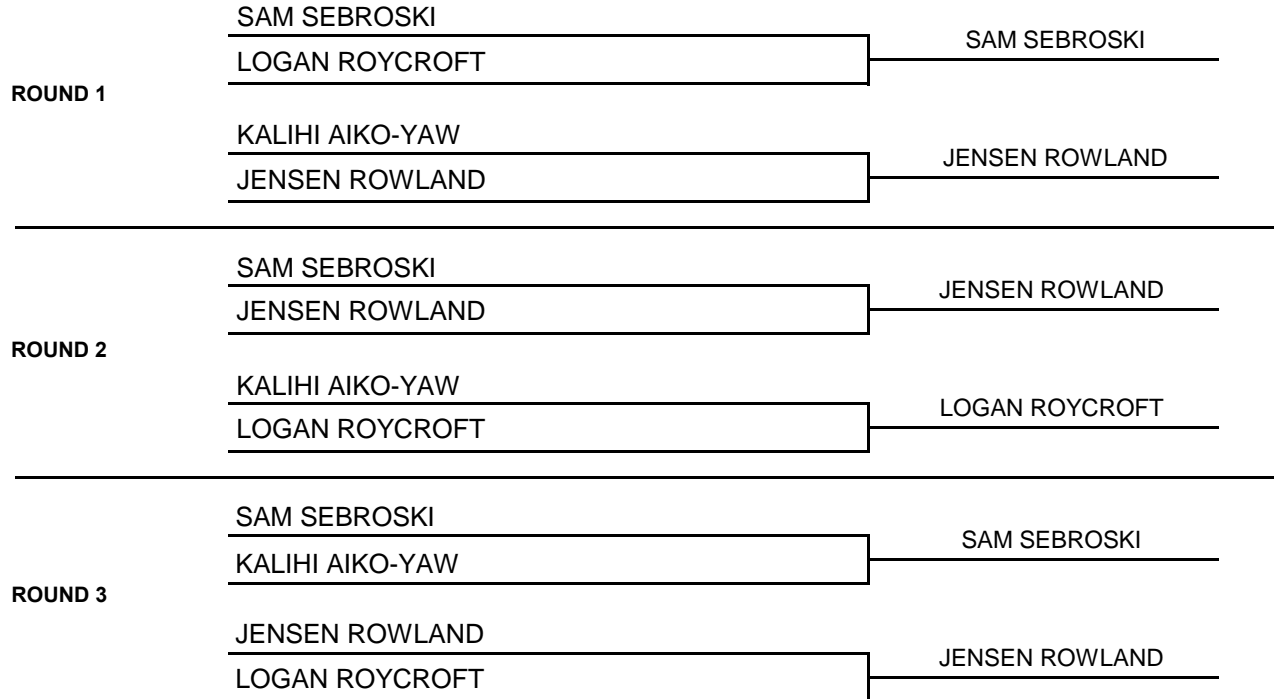 SAM SEBROSKI
SAM SEBROSKI
LOGAN ROYCROFT
ROUND 1
KALIHI AIKO-YAW
JENSEN ROWLAND
JENSEN ROWLAND
SAM SEBROSKI
JENSEN ROWLAND
JENSEN ROWLAND
ROUND 2
KALIHI AIKO-YAW
LOGAN ROYCROFT
LOGAN ROYCROFT
SAM SEBROSKI
SAM SEBROSKI
KALIHI AIKO-YAW
ROUND 3
JENSEN ROWLAND
JENSEN ROWLAND
LOGAN ROYCROFT